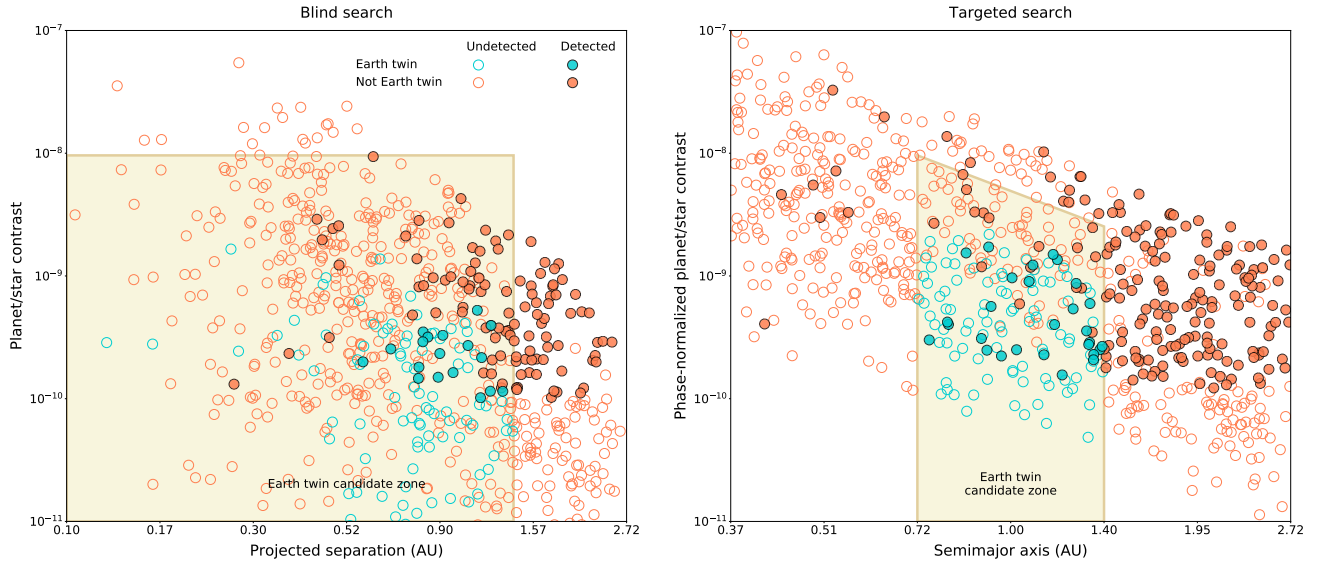 Blind search
Undetected Detected
Earth twin
Not Earth twin
Earth twin candidate zone
Planet/star contrast
10⁻⁷
10⁻⁸
10⁻⁹
10⁻¹⁰
10⁻¹¹
0.10 0.17 0.30 0.52 0.90 1.57 2.72
Projected separation (AU)
Targeted search
Earth twin
candidate zone
Phase-normalized planet/star contrast
10⁻⁷
10⁻⁸
10⁻⁹
10⁻¹⁰
10⁻¹¹
0.37 0.51 0.72 1.00 1.40 1.95 2.72
Semimajor axis (AU)